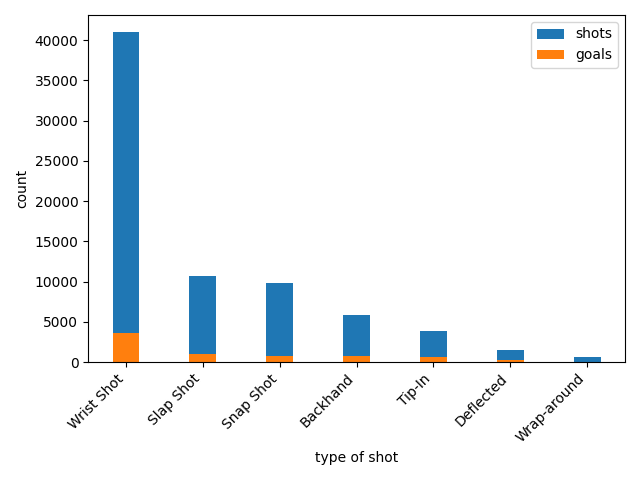 shots
goals
40000
35000
30000
25000
20000
15000
10000
5000
0
count
Wrist Shot
Slap Shot
Snap Shot
Backhand
Tip-In
Deflected
Wrap-around
type of shot